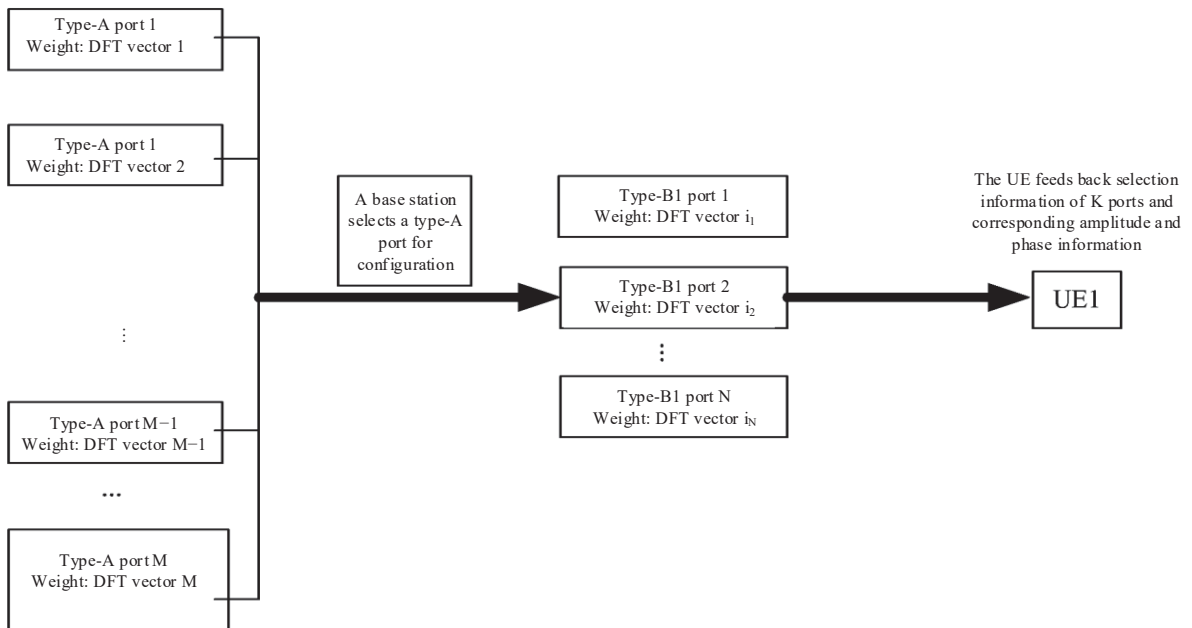 Type-A port 1
Weight: DFT vector 1
Type-A port 1
Weight: DFT vector 2
⋮
Type-A port M−1
Weight: DFT vector M−1
...
Type-A port M
Weight: DFT vector M
A base station
selects a type-A
port for
configuration
Type-B1 port 1
Weight: DFT vector i₁
Type-B1 port 2
Weight: DFT vector i₂
⋮
Type-B1 port N
Weight: DFT vector iN
The UE feeds back selection
information of K ports and
corresponding amplitude and
phase information
UE1